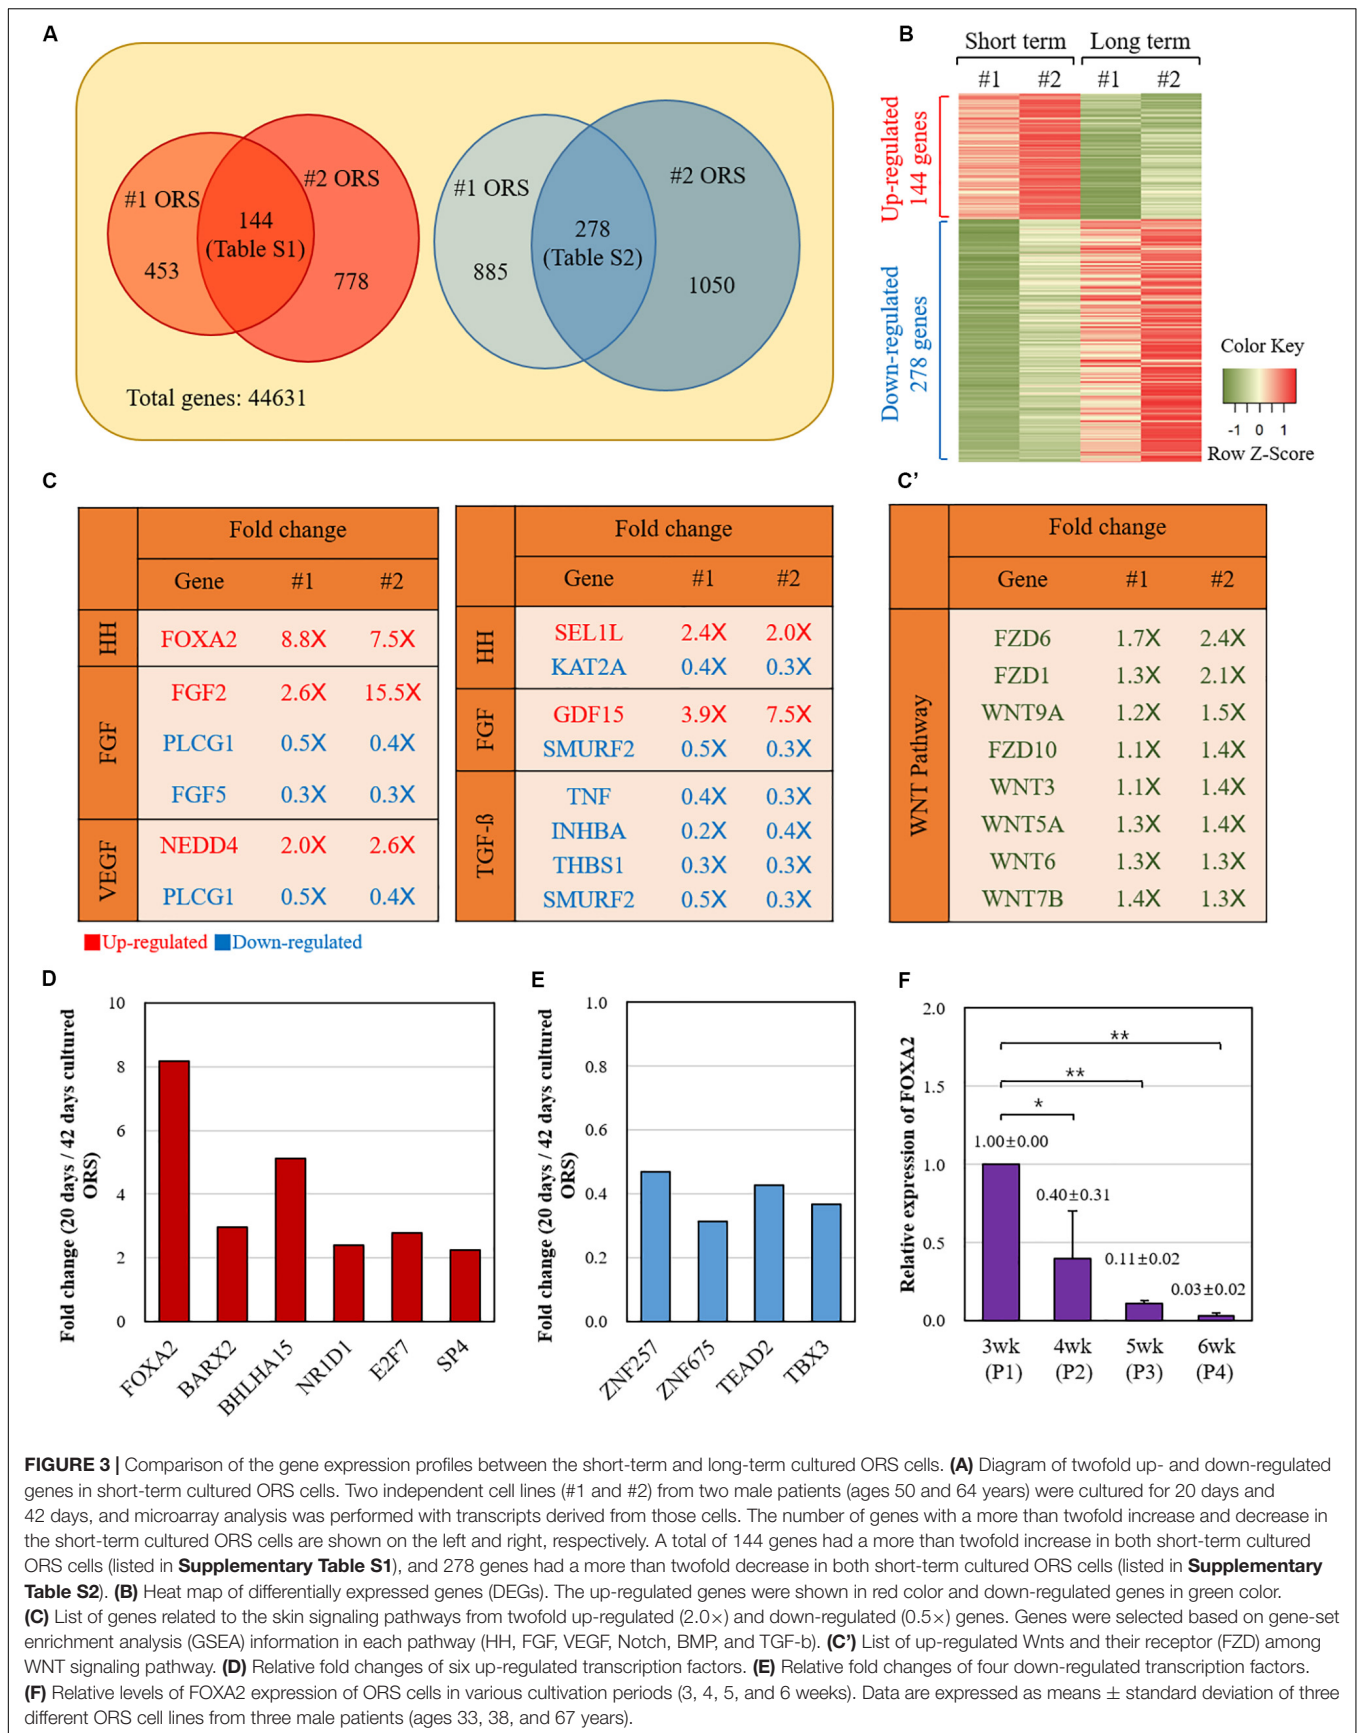 A
#1 ORS
#2 ORS
144
(Table S1)
453
778
#1 ORS
#2 ORS
278
(Table S2)
885
1050
Total genes: 44631
B
Short term Long term
#1 #2 #1 #2
Up-regulated
144 genes
Down-regulated
278 genes
Color Key
-1 0 1
Row Z-Score
C
Fold change
Gene #1 #2
HH
FOXA2 8.8X 7.5X
FGF
FGF2 2.6X 15.5X
PLCG1 0.5X 0.4X
FGF5 0.3X 0.3X
VEGF
NEDD4 2.0X 2.6X
PLCG1 0.5X 0.4X
Up-regulated Down-regulated
Fold change
Gene #1 #2
HH
SEL1L 2.4X 2.0X
KAT2A 0.4X 0.3X
FGF
GDF15 3.9X 7.5X
SMURF2 0.5X 0.3X
TGF-ß
TNF 0.4X 0.3X
INHBA 0.2X 0.4X
THBS1 0.3X 0.3X
SMURF2 0.5X 0.3X
C'
Fold change
Gene #1 #2
WNT Pathway
FZD6 1.7X 2.4X
FZD1 1.3X 2.1X
WNT9A 1.2X 1.5X
FZD10 1.1X 1.4X
WNT3 1.1X 1.4X
WNT5A 1.3X 1.4X
WNT6 1.3X 1.3X
WNT7B 1.4X 1.3X
D
Fold change (20 days / 42 days cultured
ORS)
10
8
6
4
2
0
FOXA2 BARX2 BHLHA15 NR1D1 E2F7 SP4
E
Fold change (20 days / 42 days cultured
ORS)
1.0
0.8
0.6
0.4
0.2
0.0
ZNF257 ZNF675 TEAD2 TBX3
F
Relative expression of FOXA2
2.0
1.5
1.0
0.5
0.0
**
**
*
1.00±0.00
0.40±0.31
0.11±0.02
0.03±0.02
3wk 4wk 5wk 6wk
(P1) (P2) (P3) (P4)
FIGURE 3 | Comparison of the gene expression profiles between the short-term and long-term cultured ORS cells. (A) Diagram of twofold up- and down-regulated
genes in short-term cultured ORS cells. Two independent cell lines (#1 and #2) from two male patients (ages 50 and 64 years) were cultured for 20 days and
42 days, and microarray analysis was performed with transcripts derived from those cells. The number of genes with a more than twofold increase and decrease in
the short-term cultured ORS cells are shown on the left and right, respectively. A total of 144 genes had a more than twofold increase in both short-term cultured
ORS cells (listed in Supplementary Table S1), and 278 genes had a more than twofold decrease in both short-term cultured ORS cells (listed in Supplementary
Table S2). (B) Heat map of differentially expressed genes (DEGs). The up-regulated genes were shown in red color and down-regulated genes in green color.
(C) List of genes related to the skin signaling pathways from twofold up-regulated (2.0×) and down-regulated (0.5×) genes. Genes were selected based on gene-set
enrichment analysis (GSEA) information in each pathway (HH, FGF, VEGF, Notch, BMP, and TGF-b). (C') List of up-regulated Wnts and their receptor (FZD) among
WNT signaling pathway. (D) Relative fold changes of six up-regulated transcription factors. (E) Relative fold changes of four down-regulated transcription factors.
(F) Relative levels of FOXA2 expression of ORS cells in various cultivation periods (3, 4, 5, and 6 weeks). Data are expressed as means ± standard deviation of three
different ORS cell lines from three male patients (ages 33, 38, and 67 years).